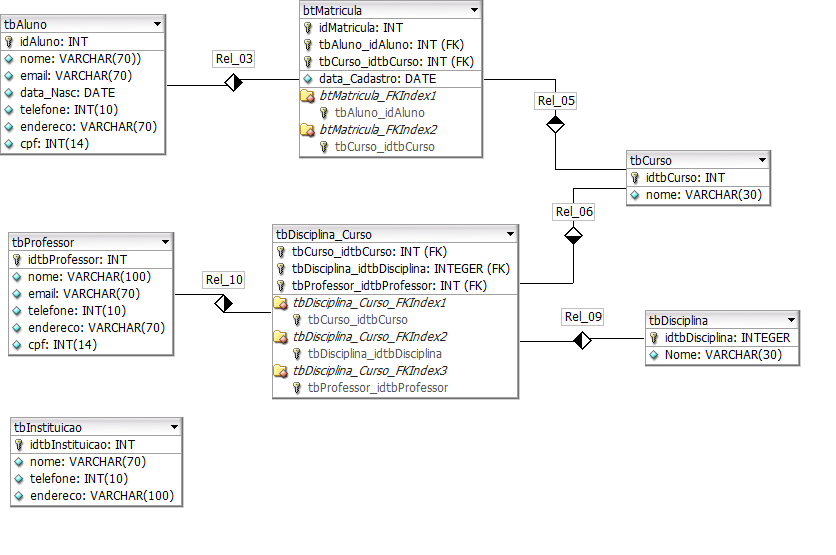 tbAluno
idAluno: INT
nome: VARCHAR(70))
email: VARCHAR(70)
data_Nasc: DATE
telefone: INT(10)
endereco: VARCHAR(70)
cpf: INT(14)
Rel_03
btMatricula
idMatricula: INT
tbAluno_idAluno: INT (FK)
tbCurso_idtbCurso: INT (FK)
data_Cadastro: DATE
btMatricula_FKIndex1
tbAluno_idAluno
btMatricula_FKIndex2
tbCurso_idtbCurso
Rel_05
tbCurso
idtbCurso: INT
nome: VARCHAR(30)
Rel_06
tbProfessor
idtbProfessor: INT
nome: VARCHAR(100)
email: VARCHAR(70)
telefone: INT(10)
endereco: VARCHAR(70)
cpf: INT(14)
Rel_10
tbDisciplina_Curso
tbCurso_idtbCurso: INT (FK)
tbDisciplina_idtbDisciplina: INTEGER (FK)
tbProfessor_idtbProfessor: INT (FK)
tbDisciplina_Curso_FKIndex1
tbCurso_idtbCurso
tbDisciplina_Curso_FKIndex2
tbDisciplina_idtbDisciplina
tbDisciplina_Curso_FKIndex3
tbProfessor_idtbProfessor
Rel_09
tbDisciplina
idtbDisciplina: INTEGER
Nome: VARCHAR(30)
tbInstituicao
idtbInstituicao: INT
nome: VARCHAR(70)
telefone: INT(10)
endereco: VARCHAR(100)